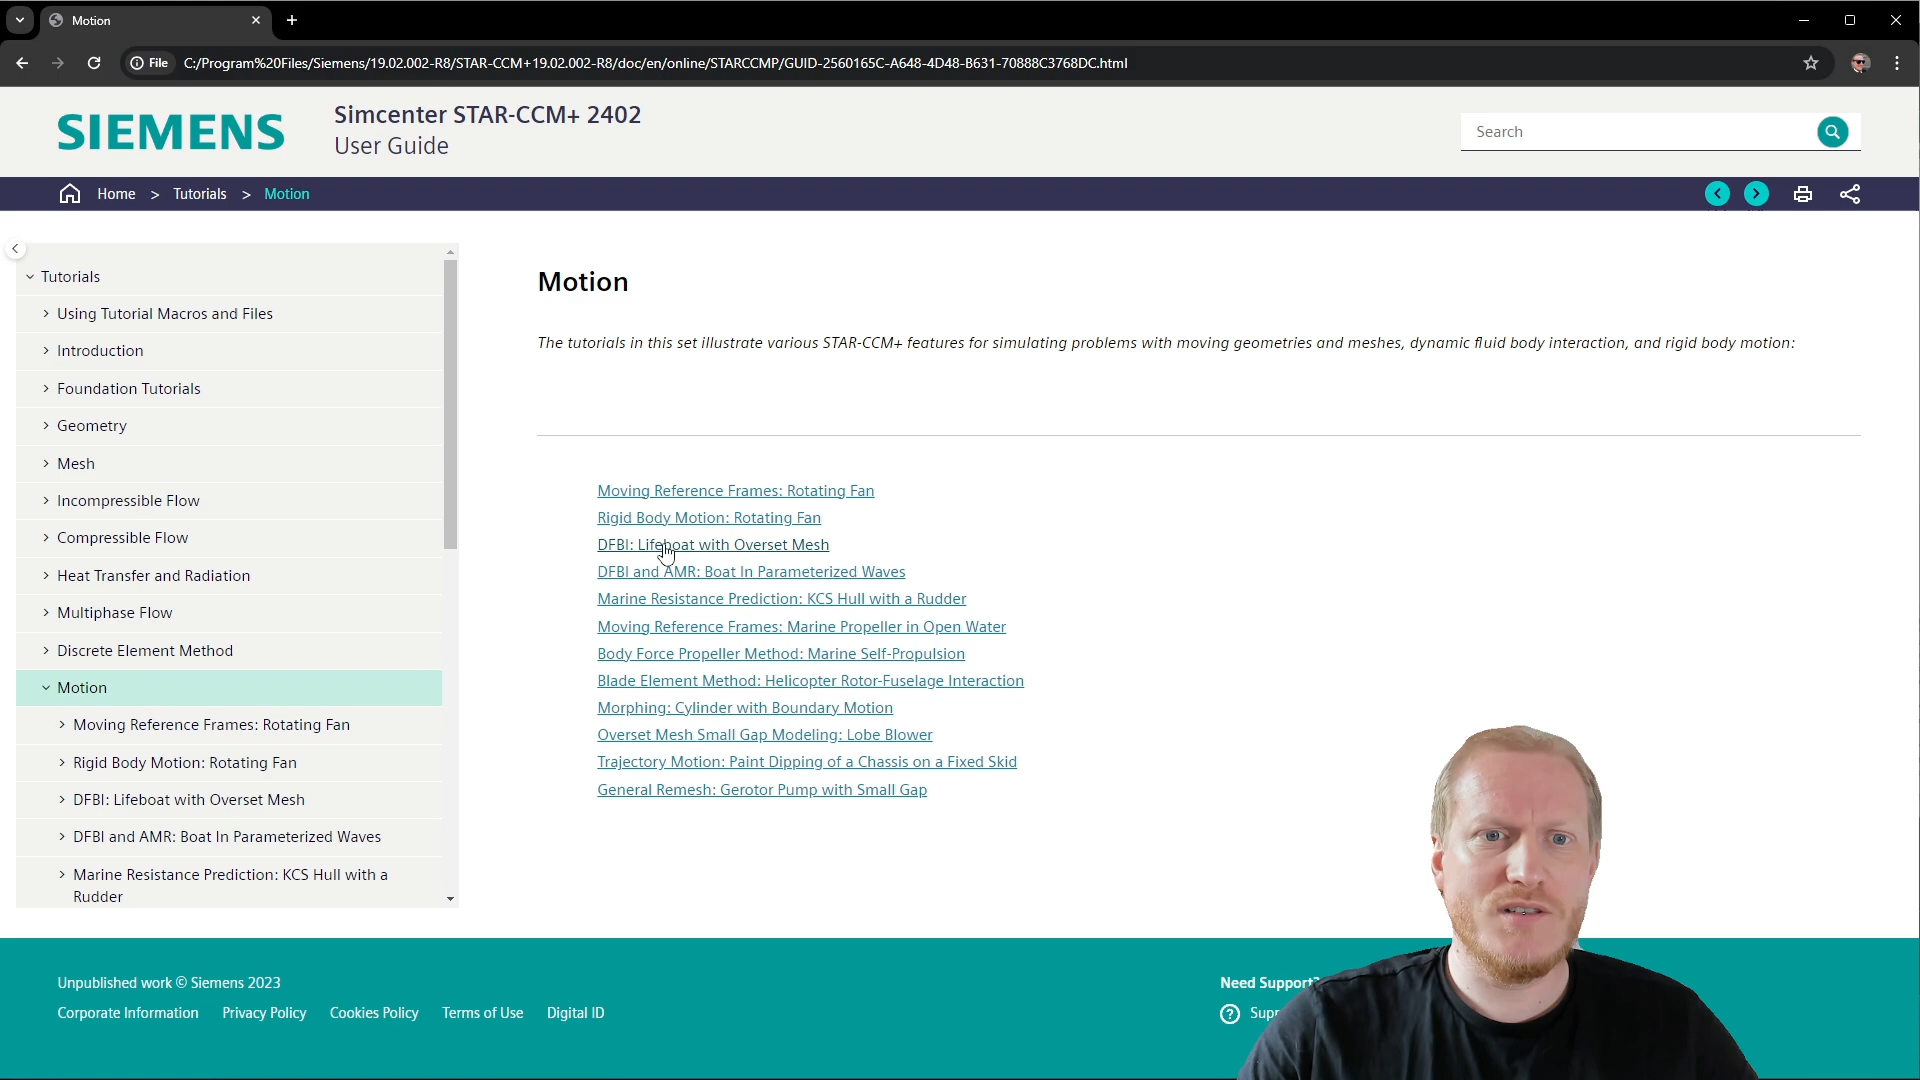 Motion
File C:/Program%20Files/Siemens/19.02.002-R8/STAR-CCM+19.02.002-R8/doc/en/online/STARCCMP/GUID-2560165C-A648-4D48-B631-70888C3768DC.html
SIEMENS
Simcenter STAR-CCM+ 2402
User Guide
Search
Home > Tutorials > Motion
Tutorials
Using Tutorial Macros and Files
Introduction
Foundation Tutorials
Geometry
Mesh
Incompressible Flow
Compressible Flow
Heat Transfer and Radiation
Multiphase Flow
Discrete Element Method
Motion
Moving Reference Frames: Rotating Fan
Rigid Body Motion: Rotating Fan
DFBI: Lifeboat with Overset Mesh
DFBI and AMR: Boat In Parameterized Waves
Marine Resistance Prediction: KCS Hull with a
Rudder
Motion
The tutorials in this set illustrate various STAR-CCM+ features for simulating problems with moving geometries and meshes, dynamic fluid body interaction, and rigid body motion:
Moving Reference Frames: Rotating Fan
Rigid Body Motion: Rotating Fan
DFBI: Lifeboat with Overset Mesh
DFBI and AMR: Boat In Parameterized Waves
Marine Resistance Prediction: KCS Hull with a Rudder
Moving Reference Frames: Marine Propeller in Open Water
Body Force Propeller Method: Marine Self-Propulsion
Blade Element Method: Helicopter Rotor-Fuselage Interaction
Morphing: Cylinder with Boundary Motion
Overset Mesh Small Gap Modeling: Lobe Blower
Trajectory Motion: Paint Dipping of a Chassis on a Fixed Skid
General Remesh: Gerotor Pump with Small Gap
Unpublished work © Siemens 2023
Corporate Information Privacy Policy Cookies Policy Terms of Use Digital ID
Need Support?